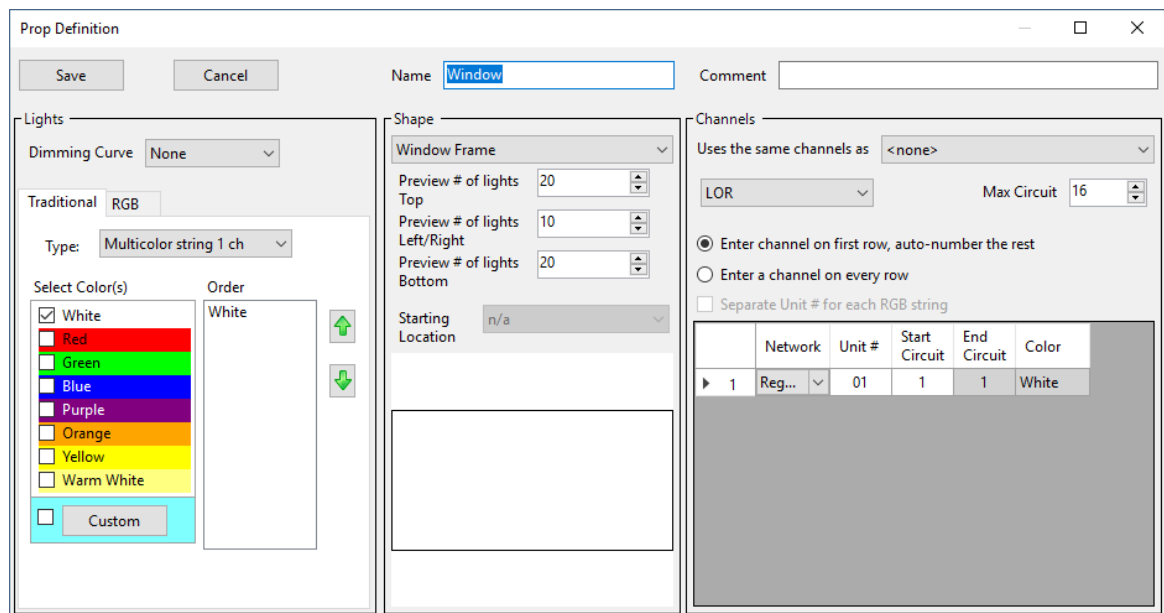 Prop Definition
Save
Cancel
Name
Window
Comment
Lights
Dimming Curve
None
Traditional
RGB
Type:
Multicolor string 1 ch
Select Color(s)
Order
White
Red
Green
Blue
Purple
Orange
Yellow
Warm White
Custom
White
Shape
Window Frame
Preview # of lights
Top
20
Preview # of lights
Left/Right
10
Preview # of lights
Bottom
20
Starting
Location
n/a
Channels
Uses the same channels as
<none>
LOR
Max Circuit
16
Enter channel on first row, auto-number the rest
Enter a channel on every row
Separate Unit # for each RGB string
Network
Unit #
Start
Circuit
End
Circuit
Color
1
Reg...
01
1
1
White